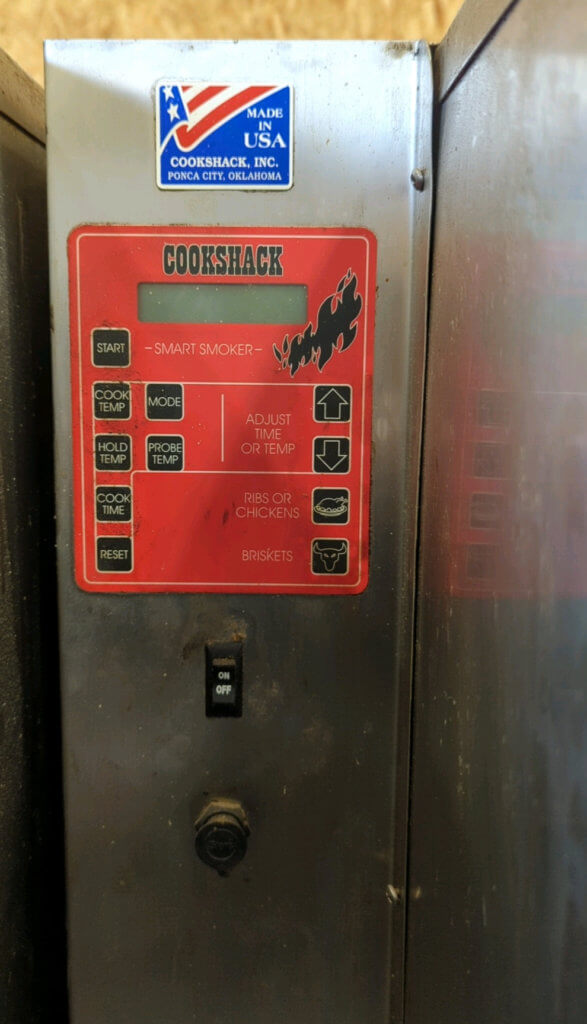 MADE
IN
USA
COOKSHACK, INC.
PONCA CITY, OKLAHOMA
COOKSHACK
START
-SMART SMOKER-
COOK
TEMP
MODE
ADJUST
TIME
OR TEMP
HOLD
TEMP
PROBE
TEMP
COOK
TIME
RIBS OR
CHICKENS
RESET
BRISKETS
ON
OFF